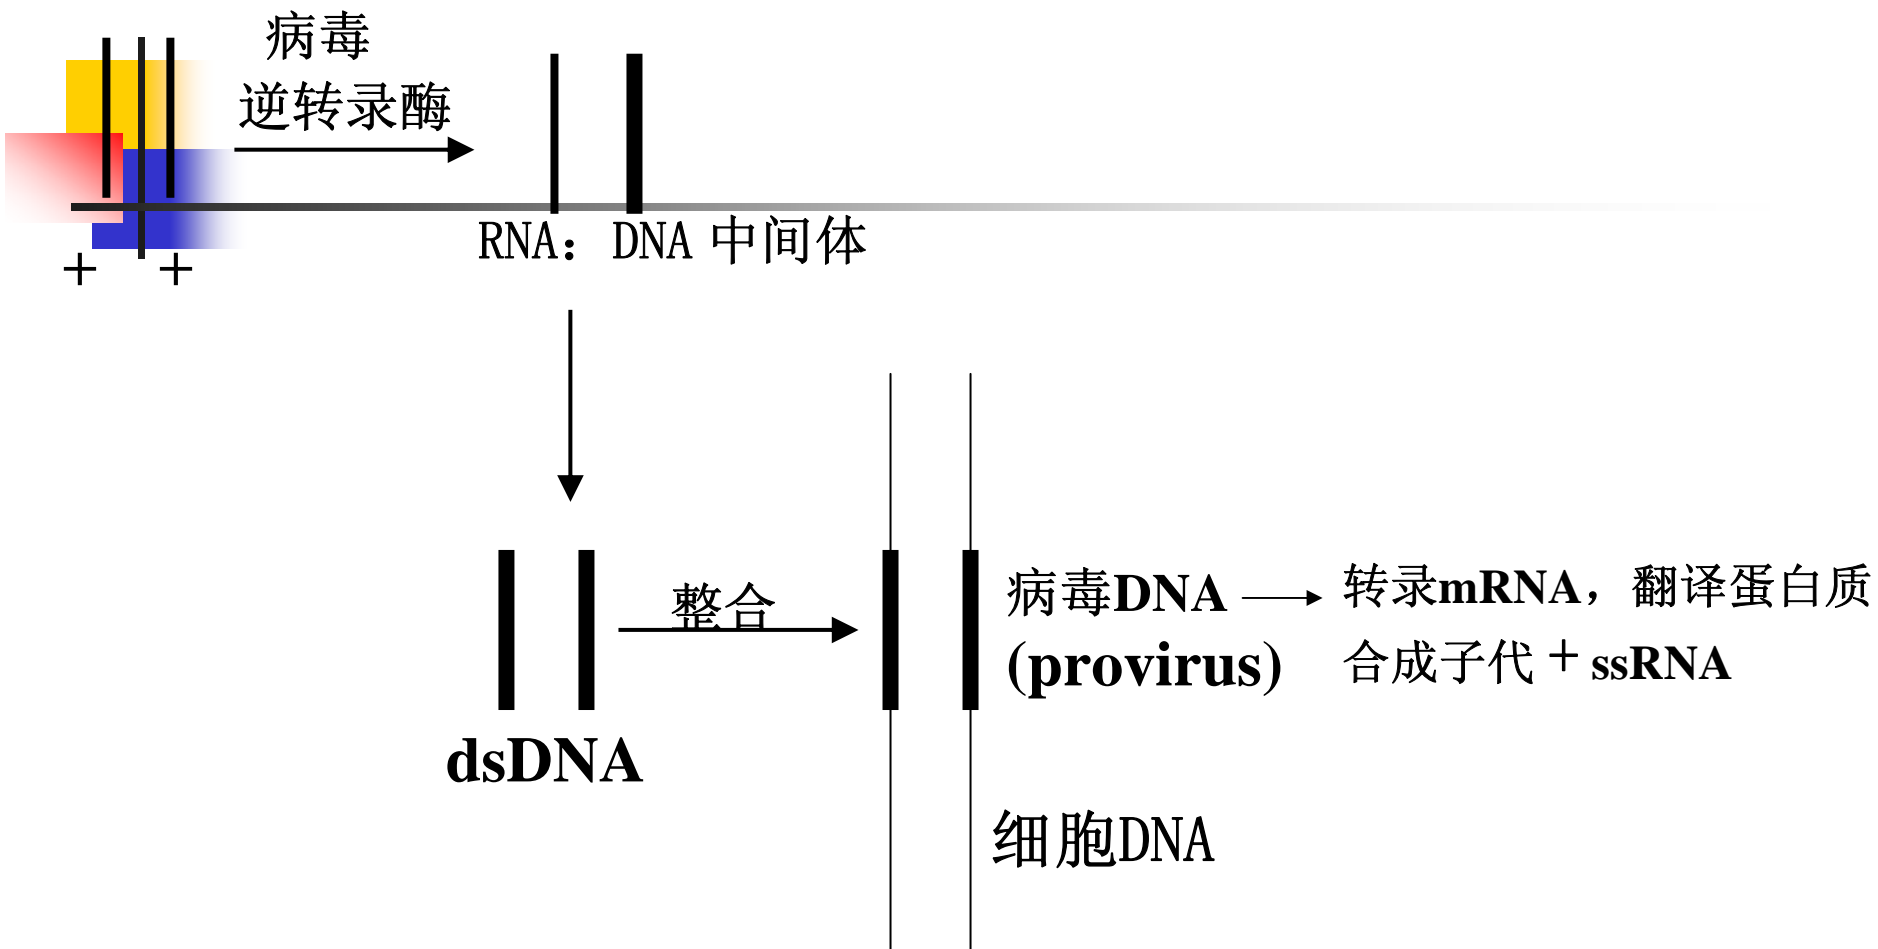 病毒
逆转录酶
+ +
RNA：DNA 中间体
整合
病毒DNA
(provirus)
转录mRNA，翻译蛋白质
合成子代+ssRNA
dsDNA
细胞DNA